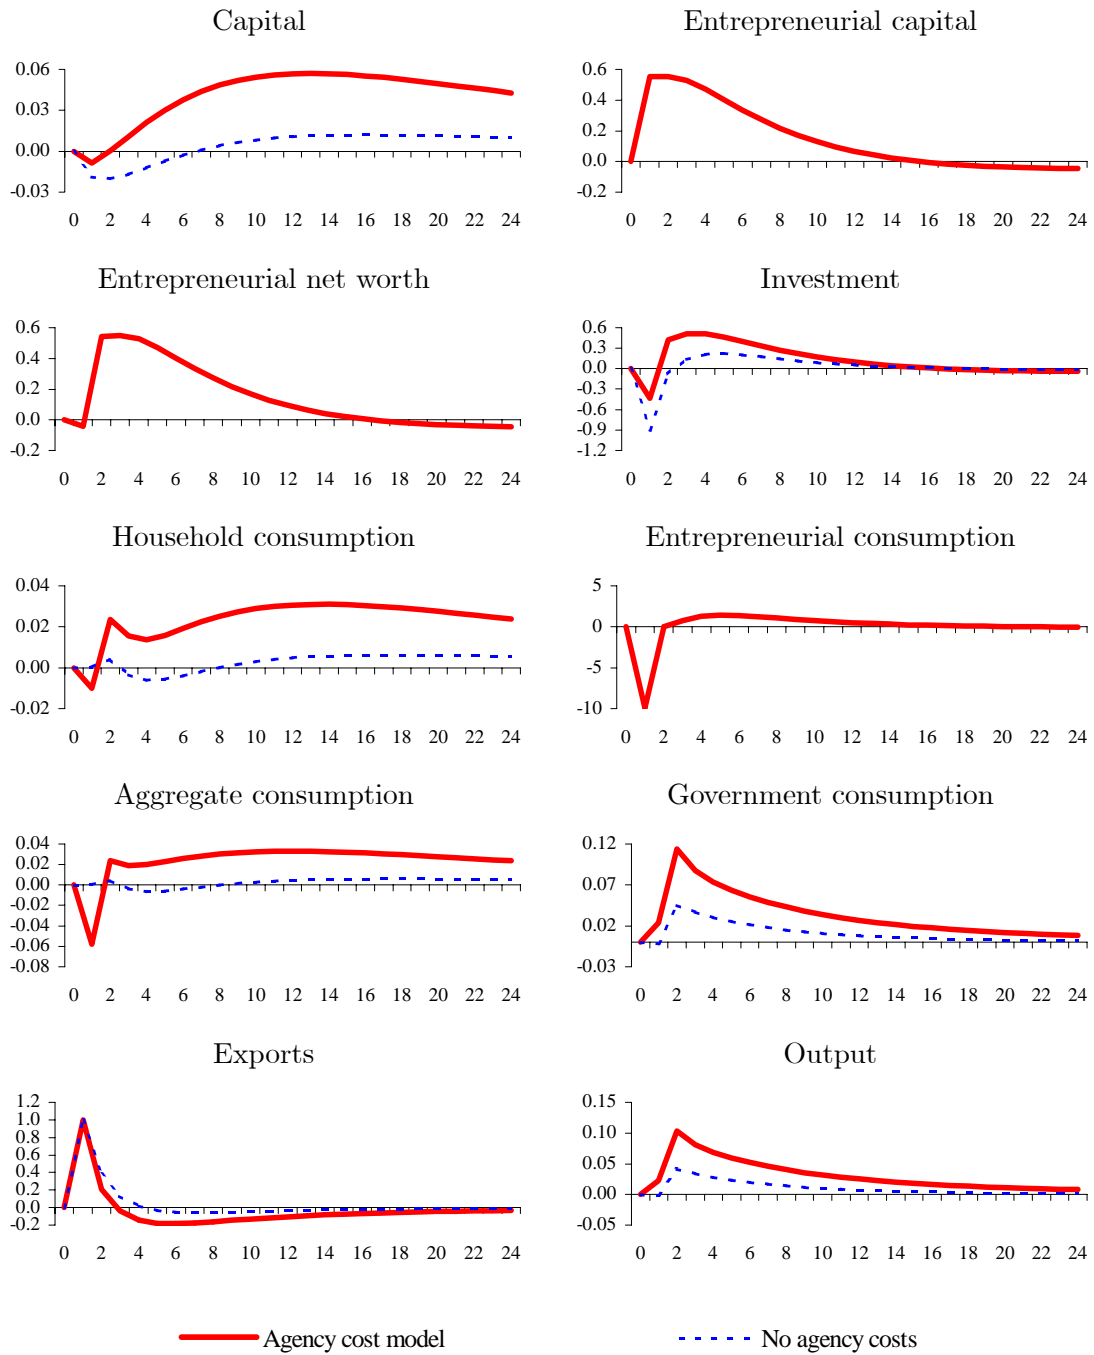 Capital
Entrepreneurial capital
0.06
0.03
0.00
-0.03
0 2 4 6 8 10 12 14 16 18 20 22 24
0.6
0.4
0.2
0.0
-0.2
0 2 4 6 8 10 12 14 16 18 20 22 24
Entrepreneurial net worth
Investment
0.6
0.4
0.2
0.0
-0.2
0 2 4 6 8 10 12 14 16 18 20 22 24
0.6
0.3
0.0
-0.3
-0.6
-0.9
-1.2
0 2 4 6 8 10 12 14 16 18 20 22 24
Household consumption
Entrepreneurial consumption
0.04
0.02
0.00
-0.02
0 2 4 6 8 10 12 14 16 18 20 22 24
5
0
-5
-10
0 2 4 6 8 10 12 14 16 18 20 22 24
Aggregate consumption
Government consumption
0.04
0.02
0.00
-0.02
-0.04
-0.06
-0.08
0 2 4 6 8 10 12 14 16 18 20 22 24
0.12
0.07
0.02
-0.03
0 2 4 6 8 10 12 14 16 18 20 22 24
Exports
Output
1.2
1.0
0.8
0.6
0.4
0.2
0.0
-0.2
0 2 4 6 8 10 12 14 16 18 20 22 24
0.15
0.10
0.05
0.00
-0.05
0 2 4 6 8 10 12 14 16 18 20 22 24
Agency cost model
No agency costs